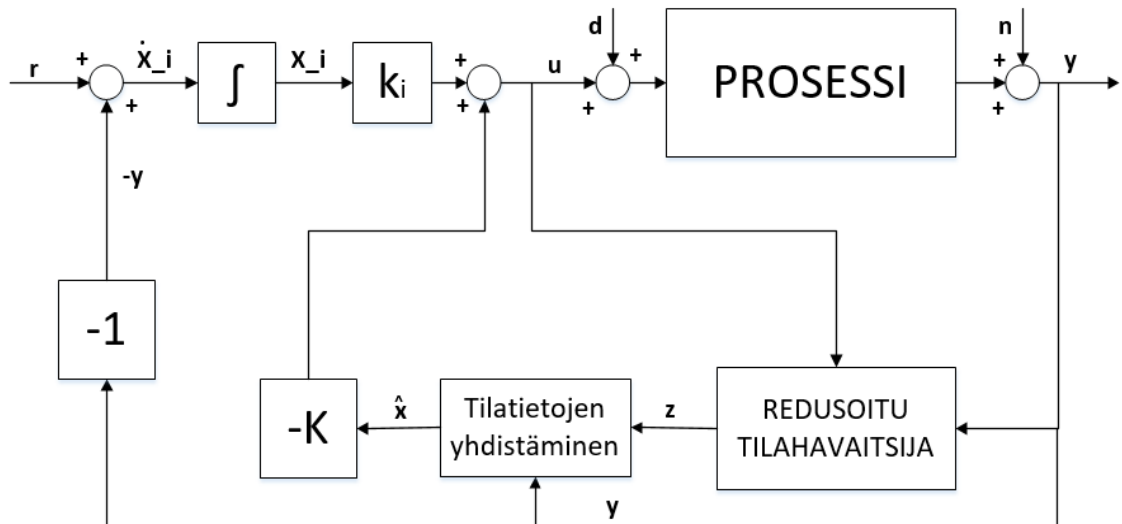 d
n
r
+
Ẋ_i
X_i
+
u
+
+
y
∫
kᵢ
PROSESSI
+
+
+
+
-y
-1
-K
x̂
Tilatietojen
yhdistäminen
z
REDUSOITU
TILAHAVAITSIJA
y